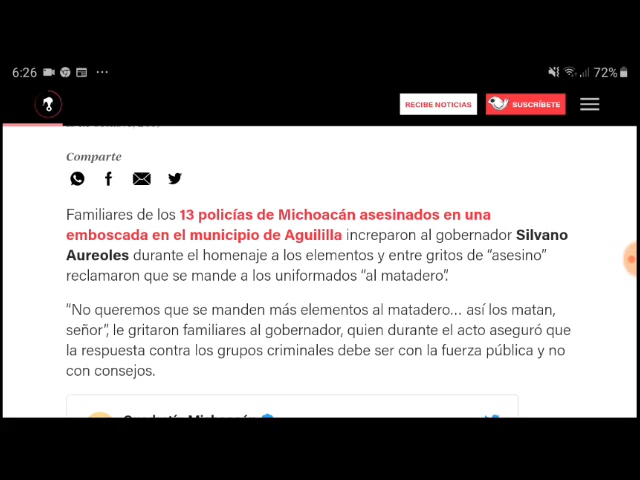 6:26
72%
RECIBE NOTICIAS
SUSCRÍBETE
Comparte
Familiares de los 13 policías de Michoacán asesinados en una
emboscada en el municipio de Aguililla increparon al gobernador Silvano
Aureoles durante el homenaje a los elementos y entre gritos de “asesino”
reclamaron que se mande a los uniformados “al matadero”.
“No queremos que se manden más elementos al matadero… así los matan,
señor”, le gritaron familiares al gobernador, quien durante el acto aseguró que
la respuesta contra los grupos criminales debe ser con la fuerza pública y no
con consejos.